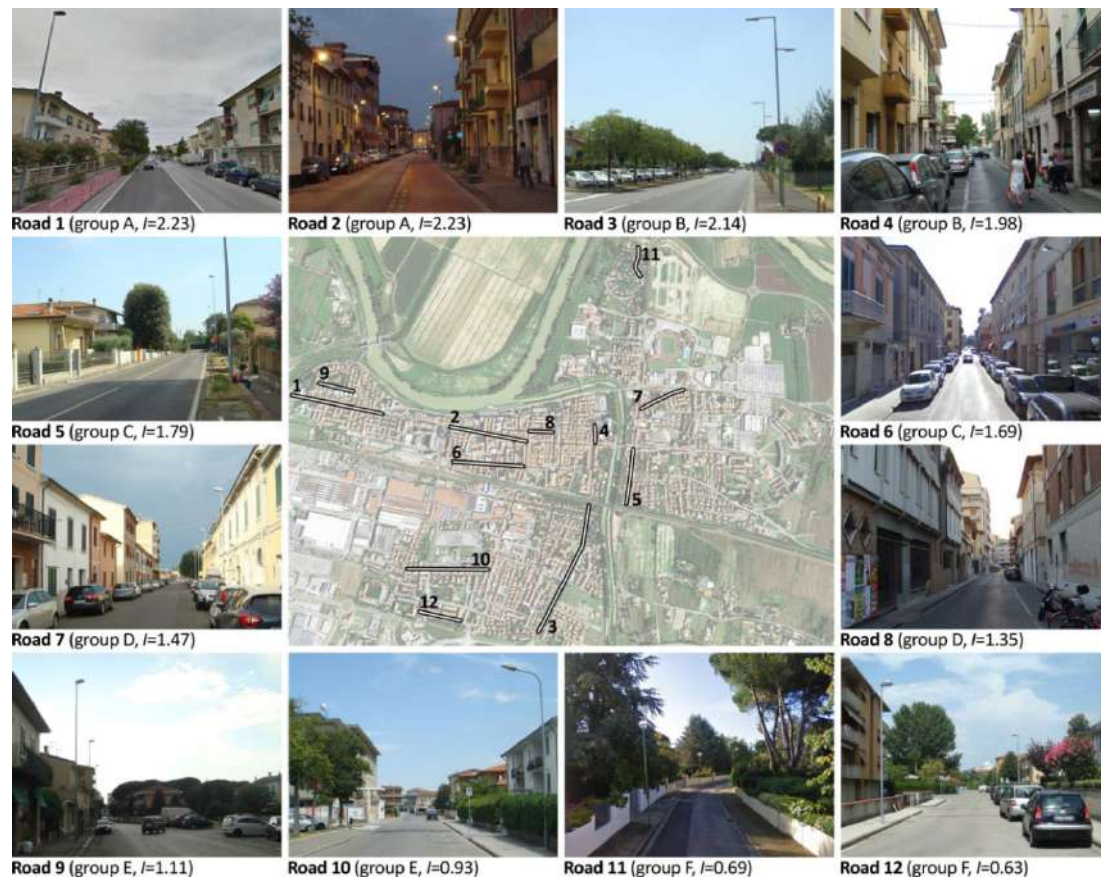 Road 1 (group A, I=2.23)
Road 2 (group A, I=2.23)
Road 3 (group B, I=2.14)
Road 4 (group B, I=1.98)
11
9
1
7
2
8
4
6
5
10
12
3
Road 5 (group C, I=1.79)
Road 6 (group C, I=1.69)
Road 7 (group D, I=1.47)
Road 8 (group D, I=1.35)
Road 9 (group E, I=1.11)
Road 10 (group E, I=0.93)
Road 11 (group F, I=0.69)
Road 12 (group F, I=0.63)